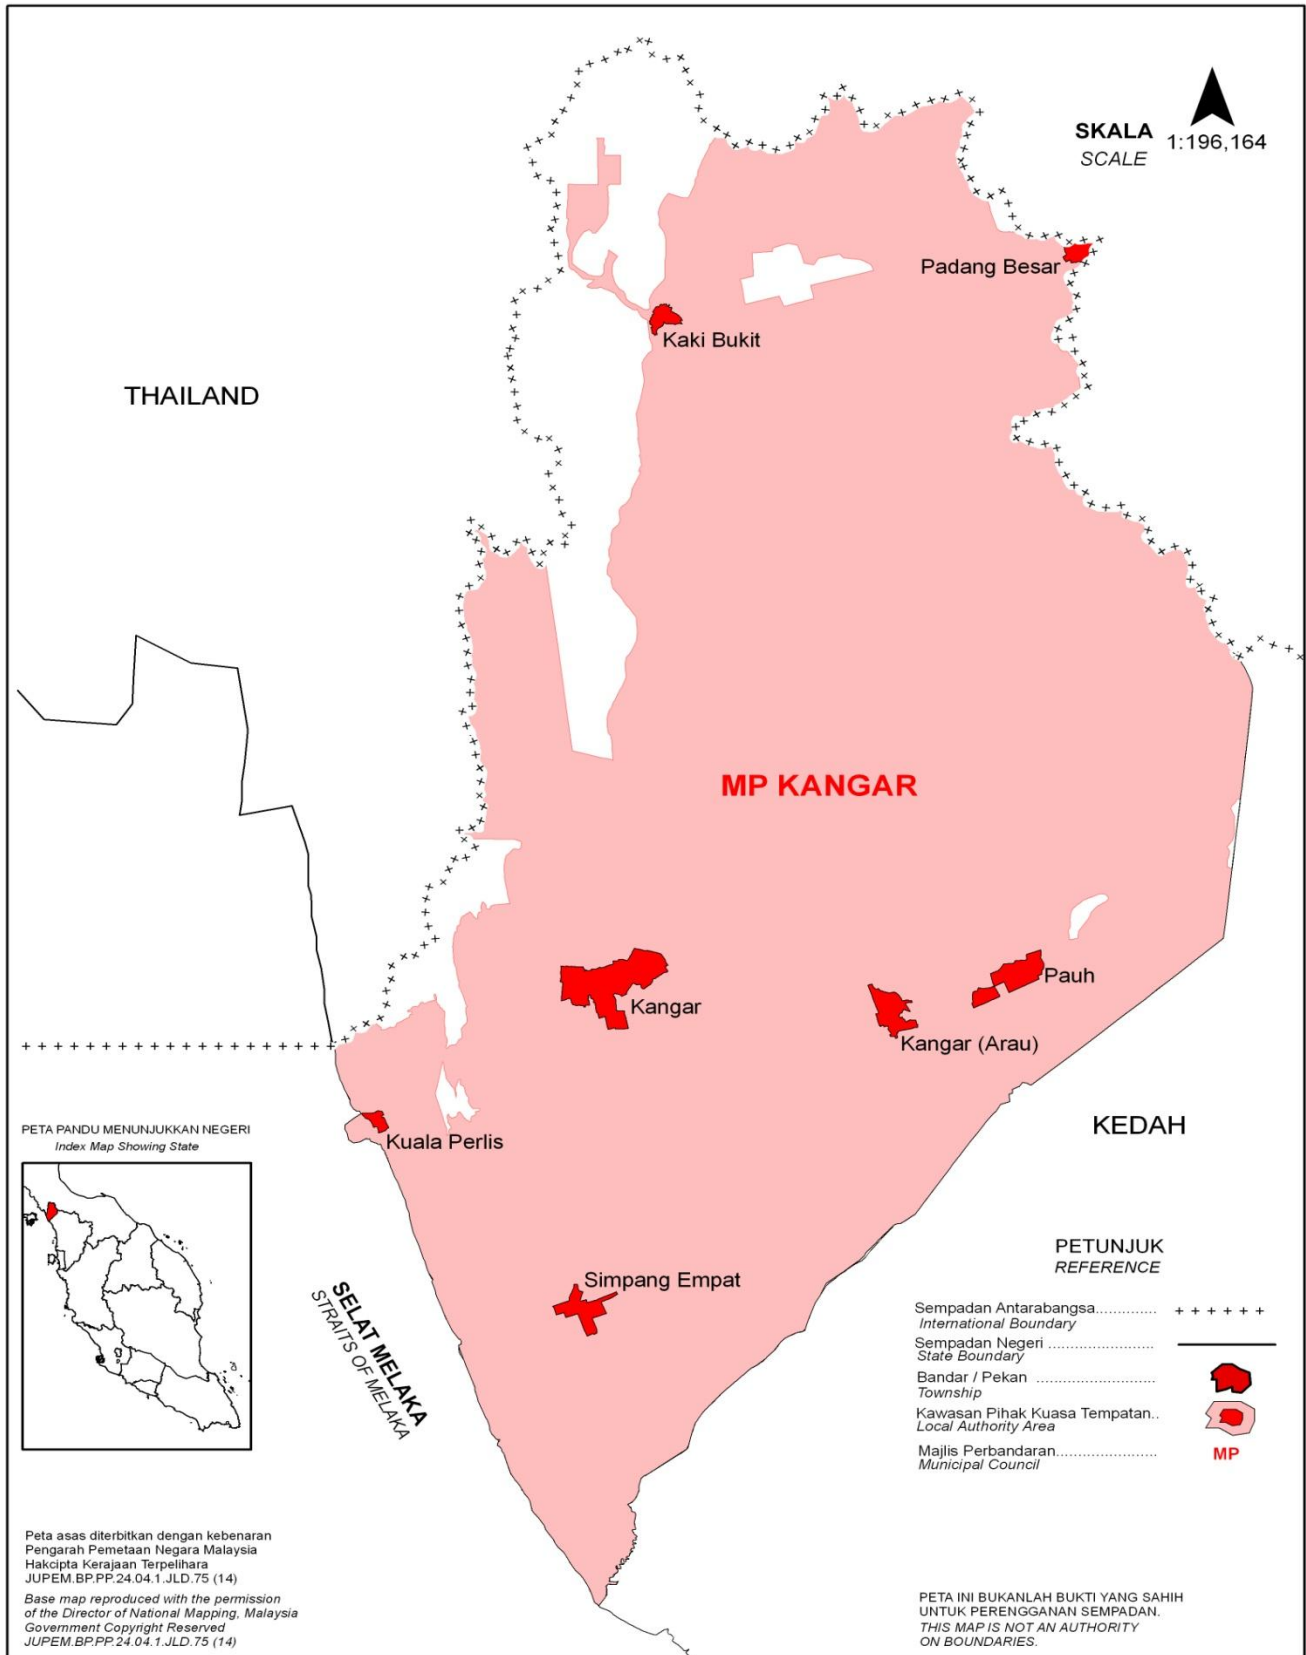 SKALA
SCALE
1:196,164
Padang Besar
Kaki Bukit
THAILAND
MP KANGAR
Pauh
Kangar
Kangar (Arau)
KEDAH
Kuala Perlis
PETA PANDU MENUNJUKKAN NEGERI
Index Map Showing State
Simpang Empat
SELAT MELAKA
STRAITS OF MELAKA
PETUNJUK
REFERENCE
Sempadan Antarabangsa.............
International Boundary
Sempadan Negeri .......................
State Boundary
Bandar / Pekan ..........................
Township
Kawasan Pihak Kuasa Tempatan..
Local Authority Area
Majlis Perbandaran......................
Municipal Council
MP
Peta asas diterbitkan dengan kebenaran
Pengarah Pemetaan Negara Malaysia
Hakcipta Kerajaan Terpelihara
JUPEM.BP.PP.24.04.1.JLD.75 (14)
Base map reproduced with the permission
of the Director of National Mapping, Malaysia
Government Copyright Reserved
JUPEM.BP.PP.24.04.1.JLD.75 (14)
PETA INI BUKANLAH BUKTI YANG SAHIH
UNTUK PERENGGANAN SEMPADAN.
THIS MAP IS NOT AN AUTHORITY
ON BOUNDARIES.